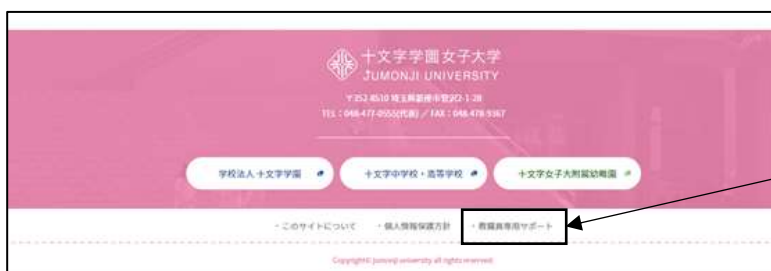 十文字学園女子大学
JUMONJI UNIVERSITY
〒352-8510 埼玉県新座市菅沢2-1-28
TEL：048-477-0555(代表) ／ FAX：048-478-9367
学校法人 十文字学園
十文字中学校・高等学校
十文字女子大附属幼稚園
・このサイトについて ・個人情報保護方針 ・教職員専用サポート
Copyright© jumonji university all rights reserved.